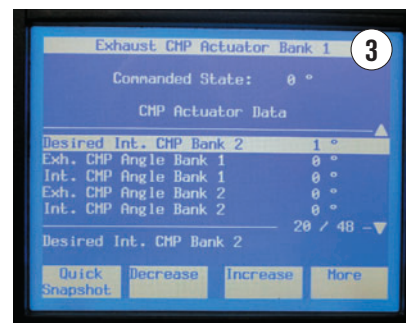 Exhaust CMP Actuator Bank 1
3
Commanded State: 0 °
CMP Actuator Data
Desired Int. CMP Bank 2 1 °
Exh. CMP Angle Bank 1 0 °
Int. CMP Angle Bank 1 0 °
Exh. CMP Angle Bank 2 0 °
Int. CMP Angle Bank 2 0 °
20 / 48
Desired Int. CMP Bank 2
Quick Snapshot
Decrease
Increase
More